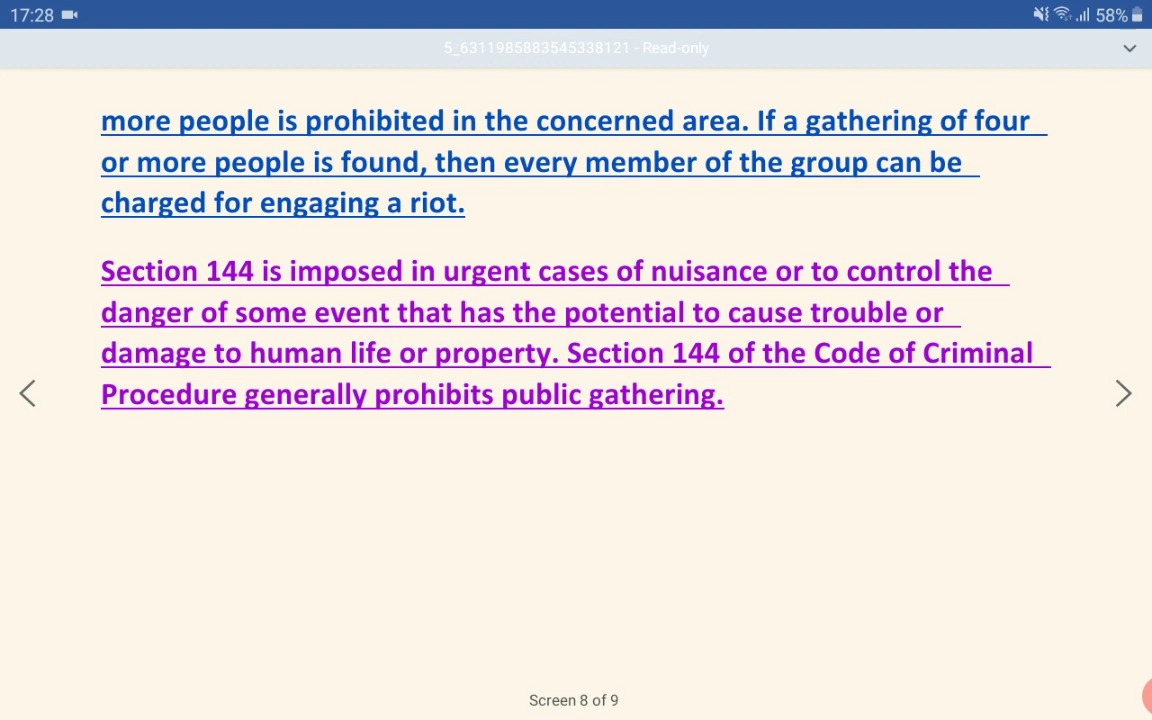 17:28
58%
5_6311985883545338121 - Read-only
more people is prohibited in the concerned area. If a gathering of four
or more people is found, then every member of the group can be
charged for engaging a riot.
Section 144 is imposed in urgent cases of nuisance or to control the
danger of some event that has the potential to cause trouble or
damage to human life or property. Section 144 of the Code of Criminal
Procedure generally prohibits public gathering.
Screen 8 of 9